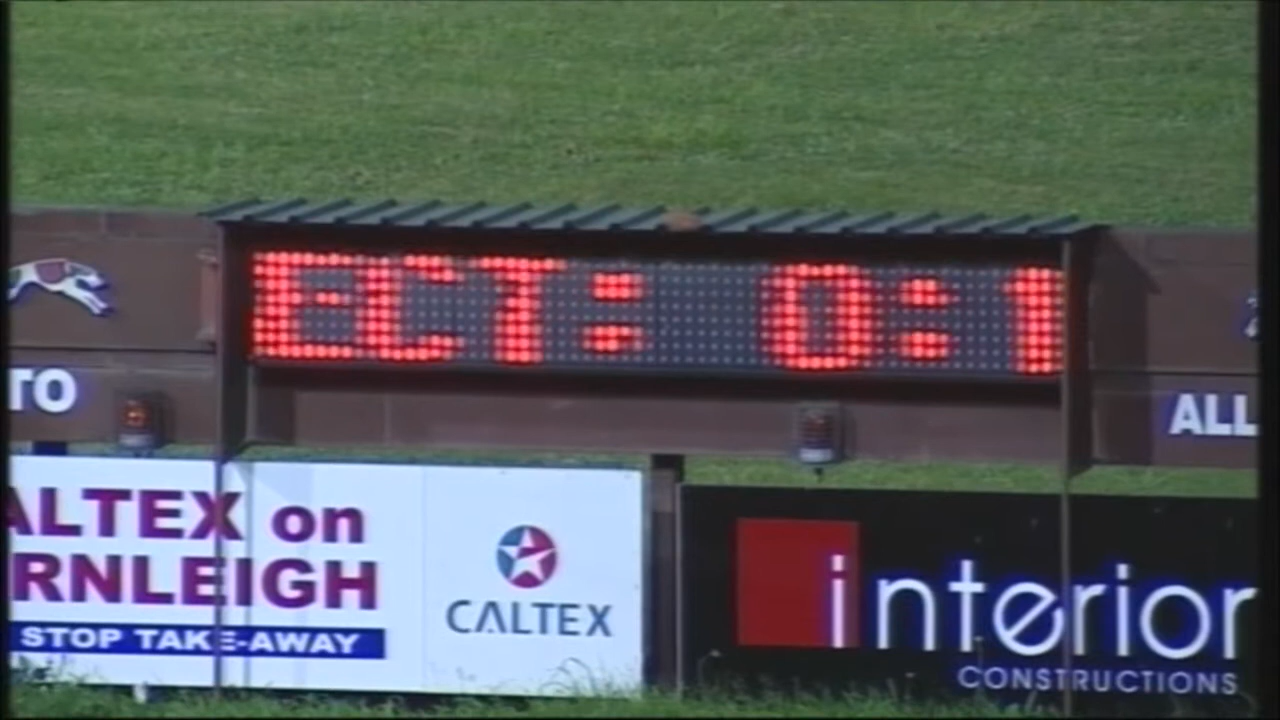 ECT: 0:1
TO
ALL
ALTEX on
RNLEIGH
STOP TAKE-AWAY
CALTEX
interior
CONSTRUCTIONS